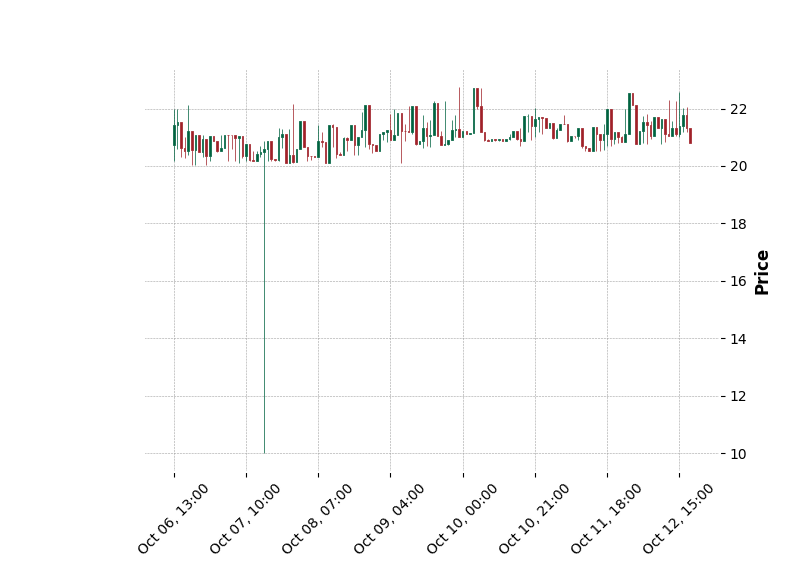 22
20
18
16
14
12
10
Price
Oct 06, 13:00
Oct 07, 10:00
Oct 08, 07:00
Oct 09, 04:00
Oct 10, 00:00
Oct 10, 21:00
Oct 11, 18:00
Oct 12, 15:00